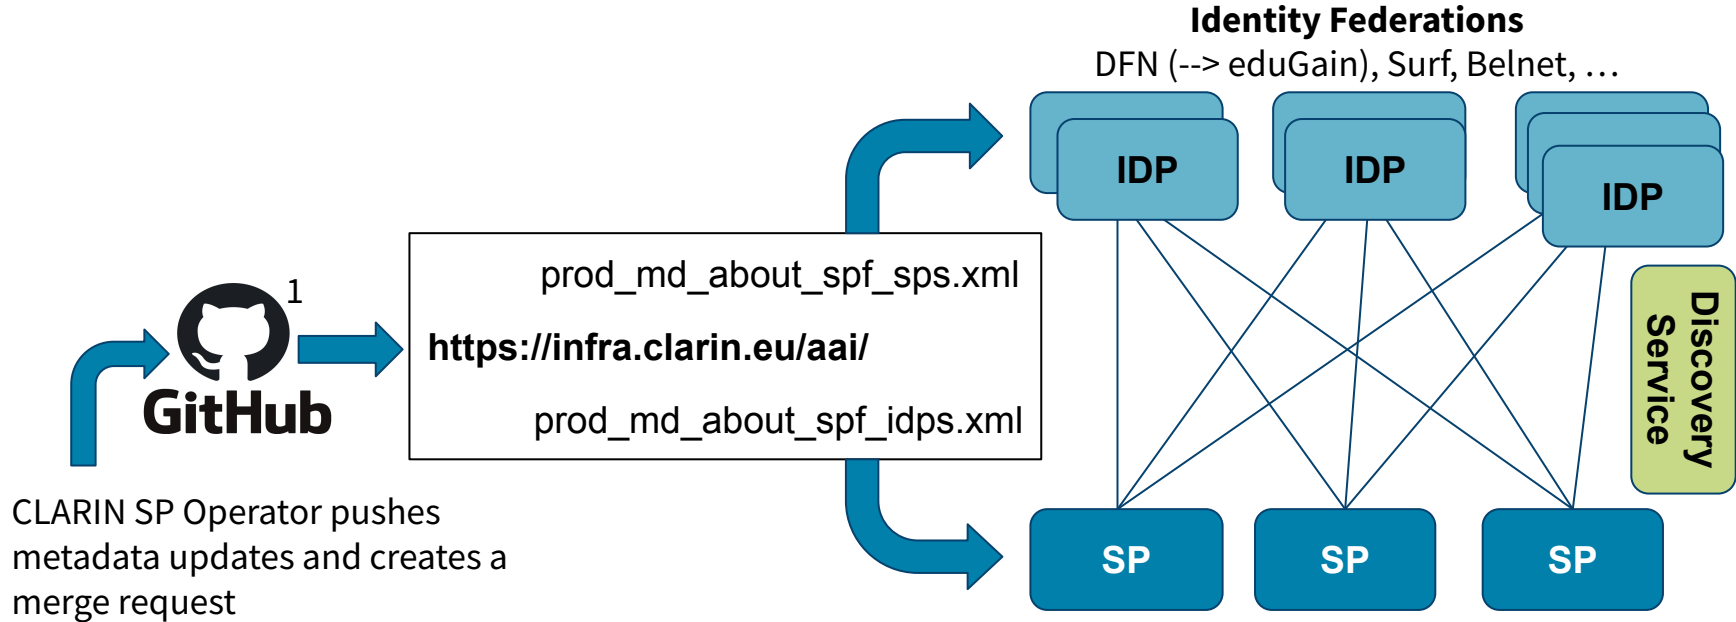 Identity Federations
DFN (--> eduGain), Surf, Belnet, …
IDP
IDP
IDP
prod_md_about_spf_sps.xml
1
https://infra.clarin.eu/aai/
GitHub
prod_md_about_spf_idps.xml
Discovery
Service
CLARIN SP Operator pushes
metadata updates and creates a
merge request
SP
SP
SP